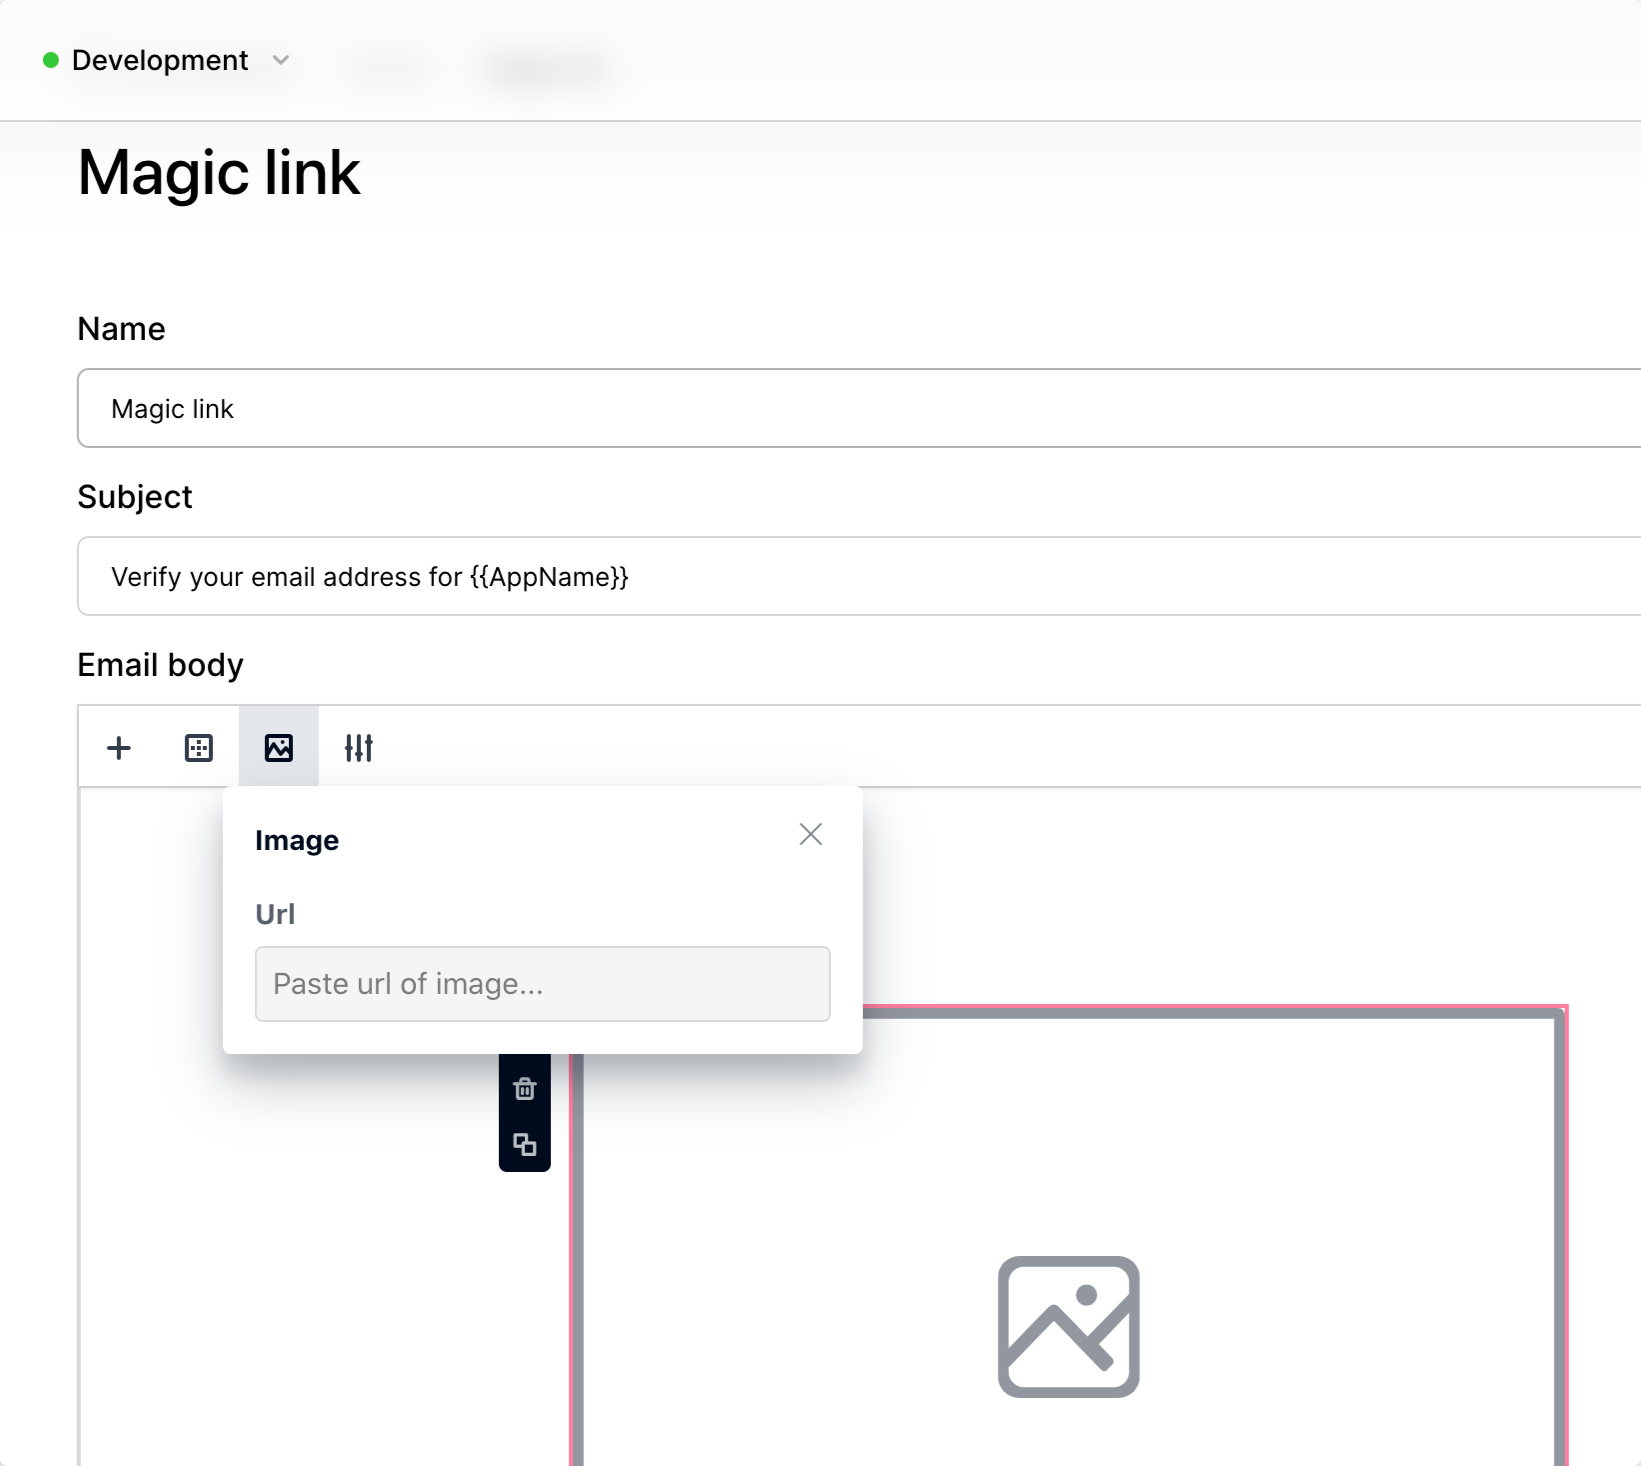 Development
Magic link
Name
Magic link
Subject
Verify your email address for {{AppName}}
Email body
Image
Url
Paste url of image...